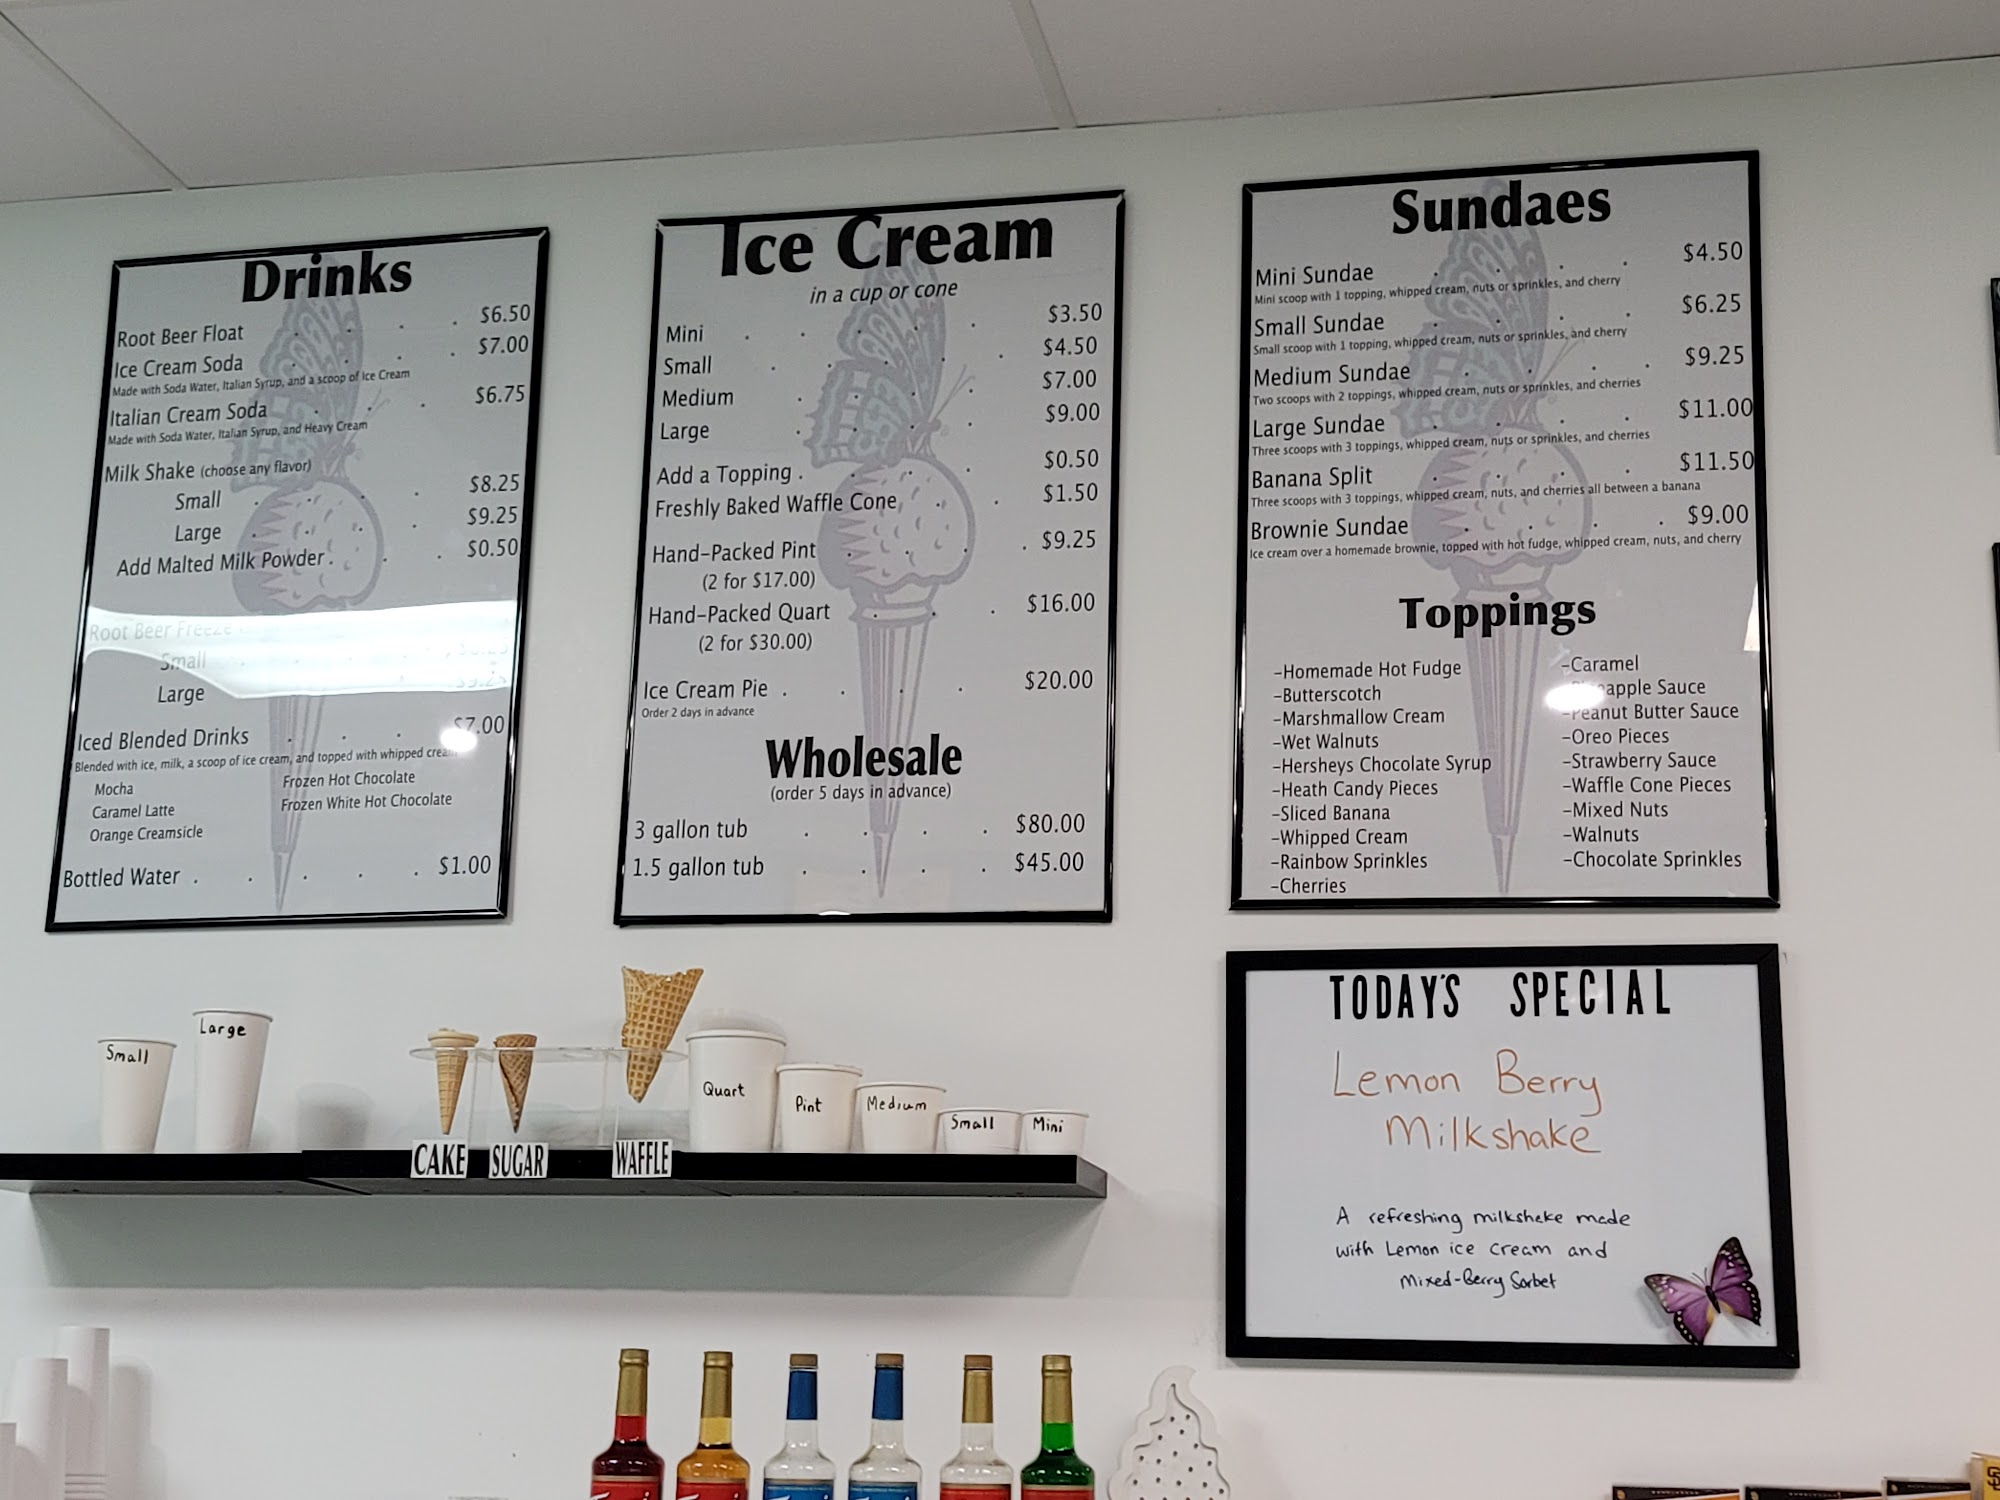 Drinks
Root Beer Float . . . . $6.50
Ice Cream Soda . . . . $7.00
Made with Soda Water, Italian Syrup, and a scoop of Ice Cream
Italian Cream Soda . . . $6.75
Made with Soda Water, Italian Syrup, and Heavy Cream
Milk Shake (choose any flavor)
Small . . . . $8.25
Large . . . . $9.25
Add Malted Milk Powder . . . $0.50
Root Beer Freeze
Small
Large
Iced Blended Drinks . . . $7.00
Blended with ice, milk, a scoop of ice cream, and topped with whipped cream
Mocha
Caramel Latte
Orange Creamsicle
Frozen Hot Chocolate
Frozen White Hot Chocolate
Bottled Water . . . . . $1.00
Ice Cream
in a cup or cone
Mini . . . . . $3.50
Small . . . . . $4.50
Medium . . . . $7.00
Large . . . . $9.00
Add a Topping . . . . $0.50
Freshly Baked Waffle Cone . . . $1.50
Hand-Packed Pint . . . . $9.25
(2 for $17.00)
Hand-Packed Quart . . . $16.00
(2 for $30.00)
Ice Cream Pie . . . . $20.00
Order 2 days in advance
Wholesale
(order 5 days in advance)
3 gallon tub . . . . $80.00
1.5 gallon tub . . . . $45.00
Sundaes
Mini Sundae . . . . $4.50
Mini scoop with 1 topping, whipped cream, nuts or sprinkles, and cherry
Small Sundae . . . . $6.25
Small scoop with 1 topping, whipped cream, nuts or sprinkles, and cherry
Medium Sundae . . . . $9.25
Two scoops with 2 toppings, whipped cream, nuts or sprinkles, and cherries
Large Sundae . . . . $11.00
Three scoops with 3 toppings, whipped cream, nuts or sprinkles, and cherries
Banana Split . . . . $11.50
Three scoops with 3 toppings, whipped cream, nuts, and cherries all between a banana
Brownie Sundae . . . . $9.00
Ice cream over a homemade brownie, topped with hot fudge, whipped cream, nuts, and cherry
Toppings
-Homemade Hot Fudge
-Butterscotch
-Marshmallow Cream
-Wet Walnuts
-Hersheys Chocolate Syrup
-Heath Candy Pieces
-Sliced Banana
-Whipped Cream
-Rainbow Sprinkles
-Cherries
-Caramel
Sauce
-Peanut Butter Sauce
-Oreo Pieces
-Strawberry Sauce
-Waffle Cone Pieces
-Mixed Nuts
-Walnuts
-Chocolate Sprinkles
Small
Large
CAKE
SUGAR
WAFFLE
Quart
Pint
Medium
Small
Mini
TODAY'S SPECIAL
Lemon Berry
Milkshake
A refreshing milkshake made
with Lemon ice cream and
Mixed-Berry Sorbet